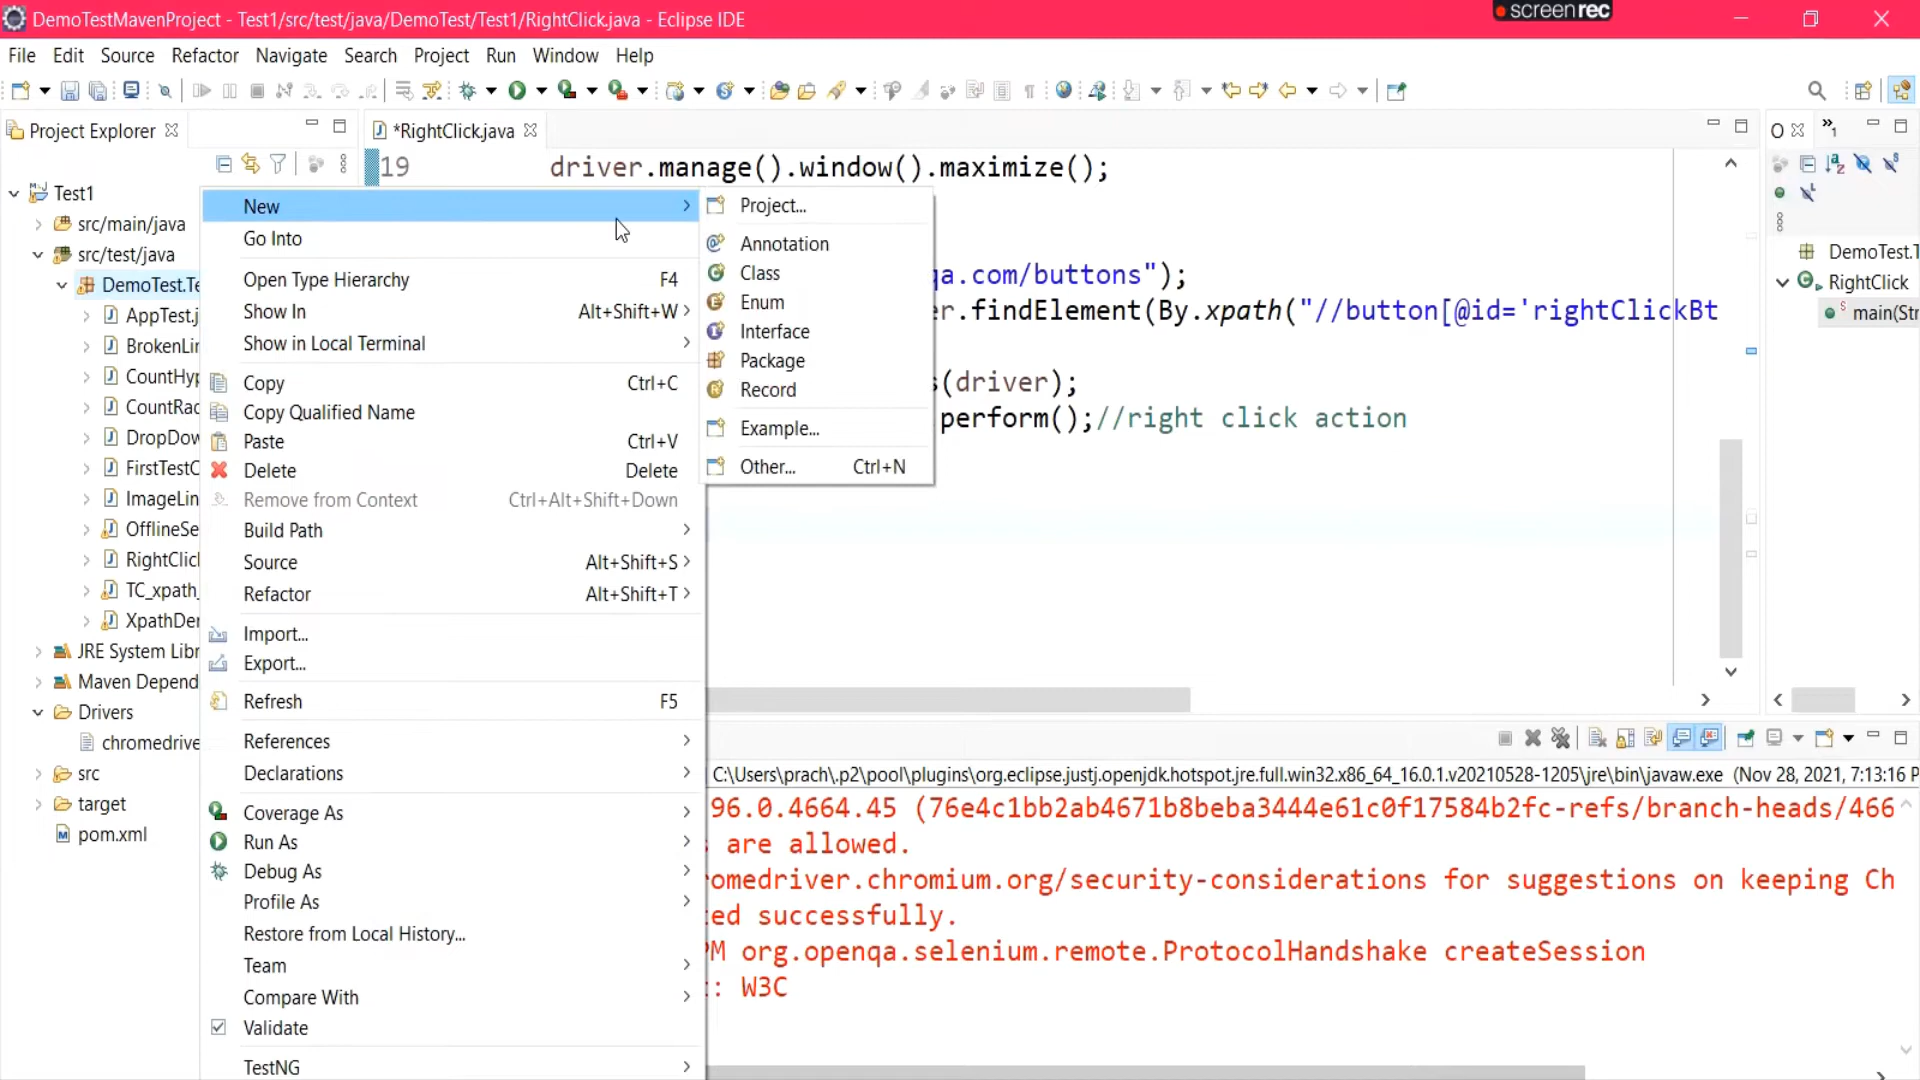 DemoTestMavenProject - Test1/src/test/java/DemoTest/Test1/RightClick.java - Eclipse IDE
screenrec
File Edit Source Refactor Navigate Search Project Run Window Help
Project Explorer
*RightClick.java
19 driver.manage().window().maximize();
Test1
src/main/java
src/test/java
DemoTest.Te
AppTest.j
BrokenLin
CountHyp
CountRad
DropDow
FirstTestC
ImageLin
OfflineSe
RightClic
TC_xpath_
XpathDer
JRE System Libr
Maven Depend
Drivers
chromedrive
src
target
pom.xml
New
Go Into
Open Type Hierarchy F4
Show In Alt+Shift+W
Show in Local Terminal
Copy Ctrl+C
Copy Qualified Name
Paste Ctrl+V
Delete Delete
Remove from Context Ctrl+Alt+Shift+Down
Build Path
Source Alt+Shift+S
Refactor Alt+Shift+T
Import...
Export...
Refresh F5
References
Declarations
Coverage As
Run As
Debug As
Profile As
Restore from Local History...
Team
Compare With
Validate
TestNG
Project...
Annotation
Class
Enum
Interface
Package
Record
Example...
Other... Ctrl+N
qa.com/buttons");
er.findElement(By.xpath("//button[@id='rightClickBt
s(driver);
perform();//right click action
DemoTest.T
RightClick
main(Str
C:\Users\prach\.p2\pool\plugins\org.eclipse.justj.openjdk.hotspot.jre.full.win32.x86_64_16.0.1.v20210528-1205\jre\bin\javaw.exe (Nov 28, 2021, 7:13:16 P
96.0.4664.45 (76e4c1bb2ab4671b8beba3444e61c0f17584b2fc-refs/branch-heads/466
s are allowed.
romedriver.chromium.org/security-considerations for suggestions on keeping Ch
ted successfully.
PM org.openqa.selenium.remote.ProtocolHandshake createSession
: W3C